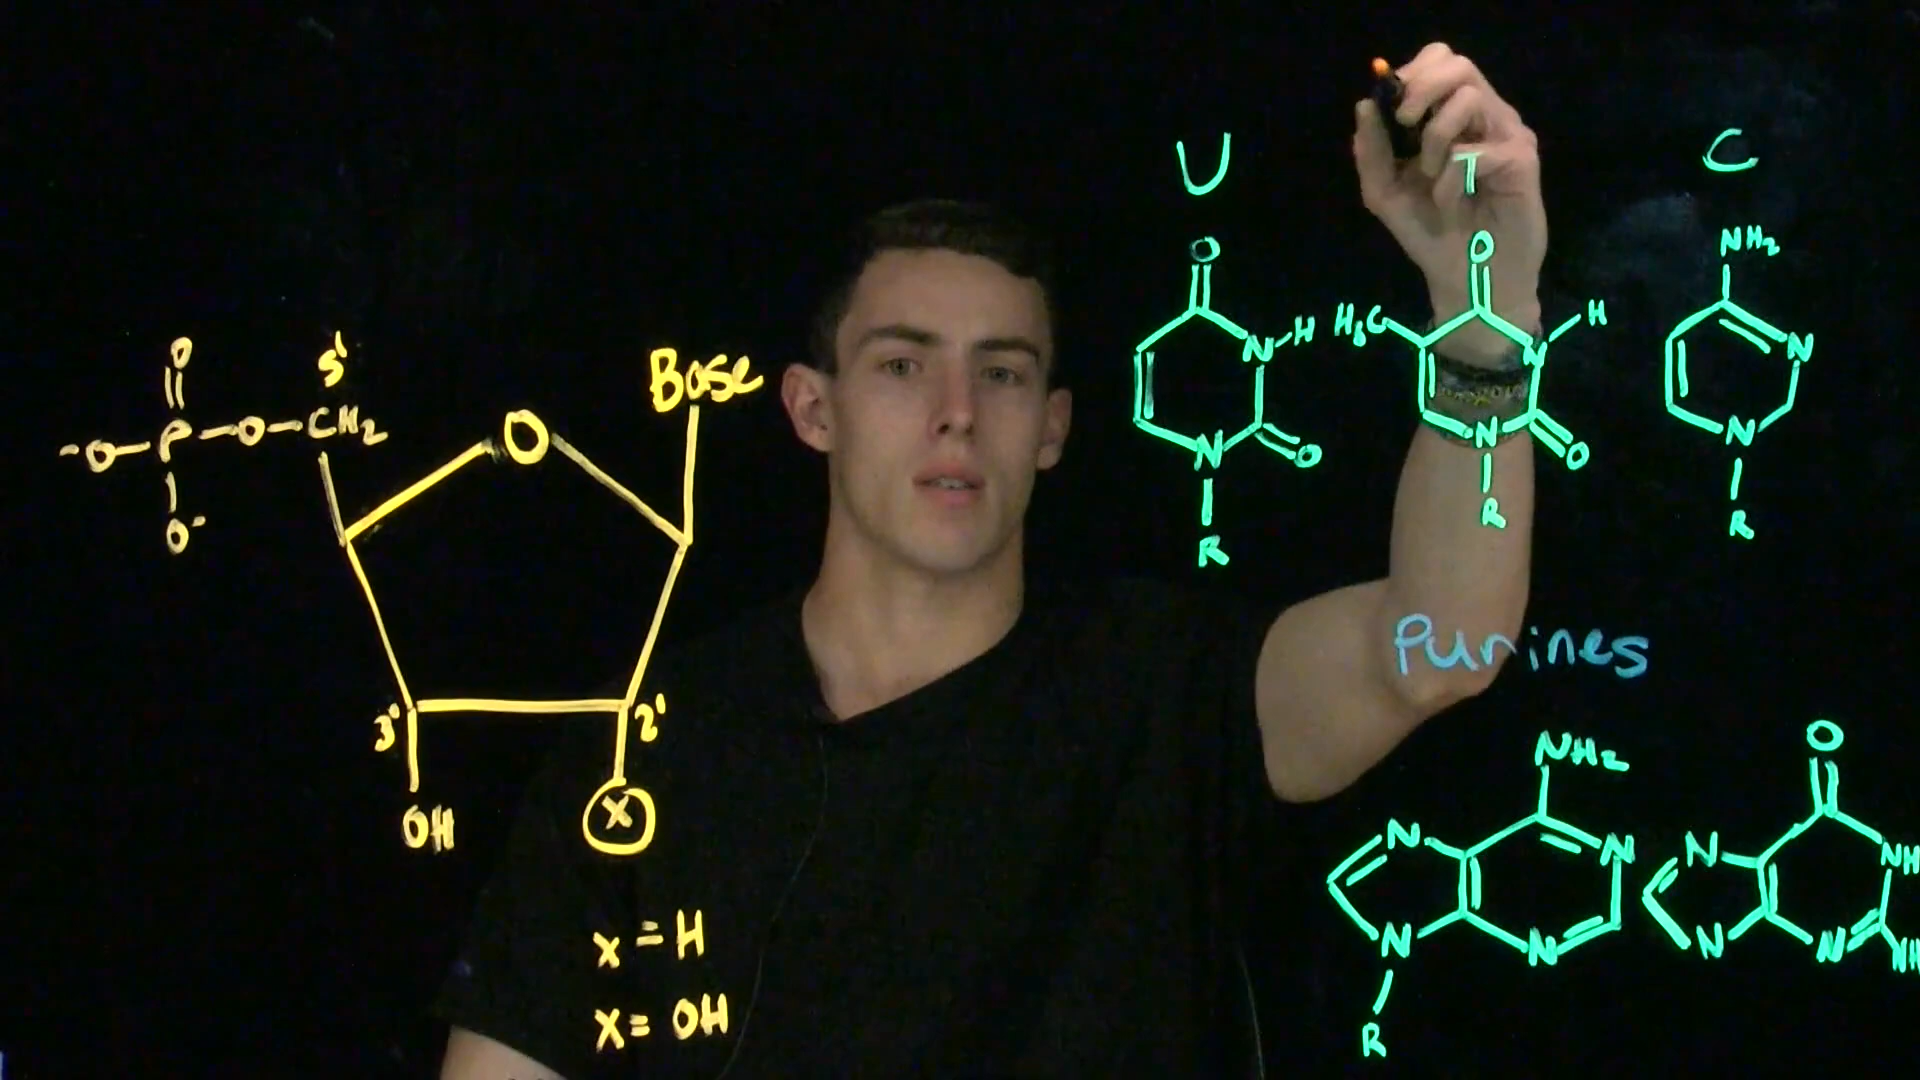 U T C
O
O
NH₂
N-H
H₃C
H
N
N
O
N
R
N
O
N
R
N
R
O
⁻O-P-O-CH₂
O⁻
5'
O
Base
3'
2'
OH
X
x = H
x = OH
Purines
NH₂
N
N
N
N
R
O
N
NH
N
N
NH